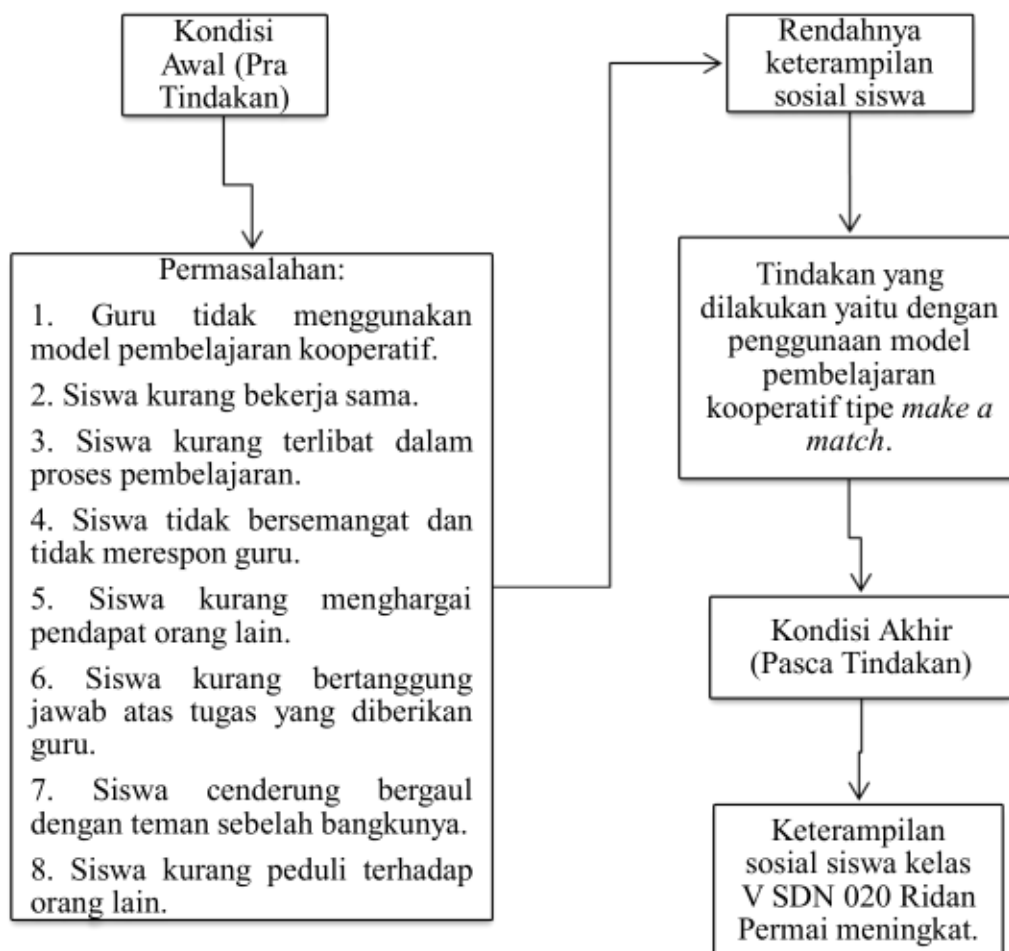 Kondisi
Awal (Pra
Tindakan)
Permasalahan:
1. Guru tidak menggunakan
model pembelajaran kooperatif.
2. Siswa kurang bekerja sama.
3. Siswa kurang terlibat dalam
proses pembelajaran.
4. Siswa tidak bersemangat dan
tidak merespon guru.
5. Siswa kurang menghargai
pendapat orang lain.
6. Siswa kurang bertanggung
jawab atas tugas yang diberikan
guru.
7. Siswa cenderung bergaul
dengan teman sebelah bangkunya.
8. Siswa kurang peduli terhadap
orang lain.
Rendahnya
keterampilan
sosial siswa
Tindakan yang
dilakukan yaitu dengan
penggunaan model
pembelajaran
kooperatif tipe make a
match.
Kondisi Akhir
(Pasca Tindakan)
Keterampilan
sosial siswa kelas
V SDN 020 Ridan
Permai meningkat.